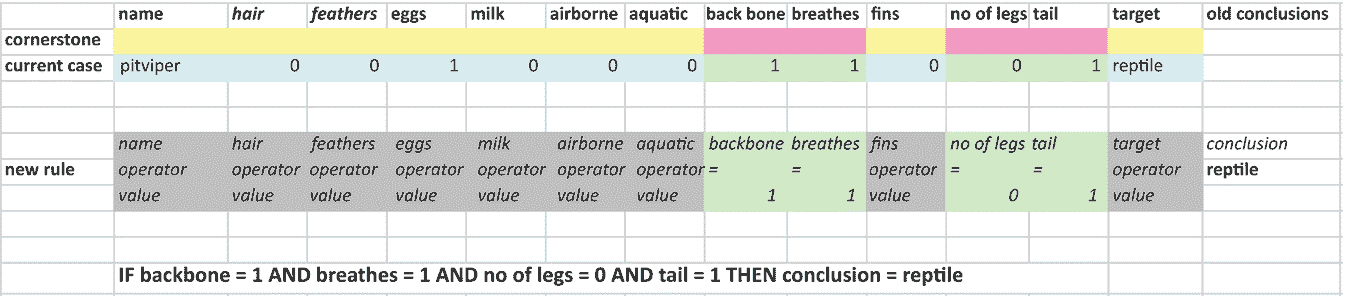 name hair feathers eggs milk airborne aquatic back bone breathes fins no of legs tail target old conclusions
cornerstone
current case pitviper 0 0 1 0 0 0 1 1 0 0 1 reptile
name hair feathers eggs milk airborne aquatic backbone breathes fins no of legs tail target conclusion
new rule operator operator operator operator operator operator operator = = operator = = operator reptile
value value value value value value value 1 1 value 0 1 value
IF backbone = 1 AND breathes = 1 AND no of legs = 0 AND tail = 1 THEN conclusion = reptile